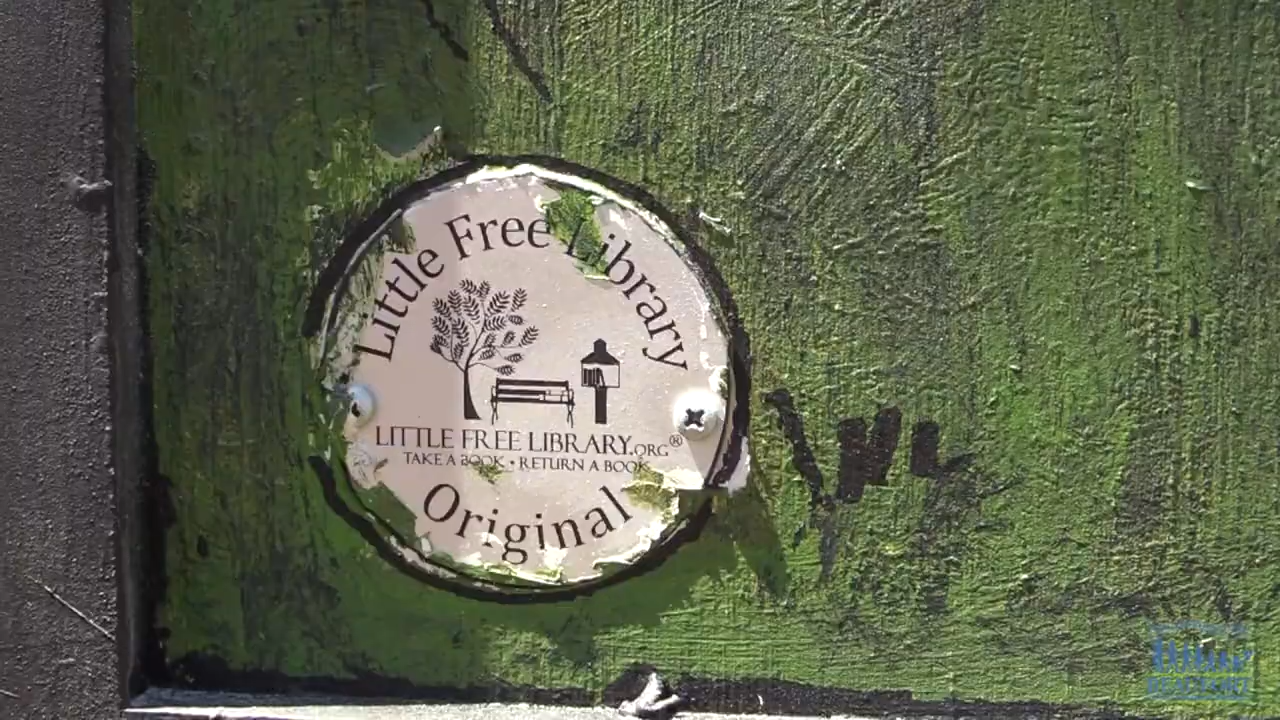 Little Free Library
LITTLE FREE LIBRARY.ORG®
TAKE A BOOK • RETURN A BOOK
Original